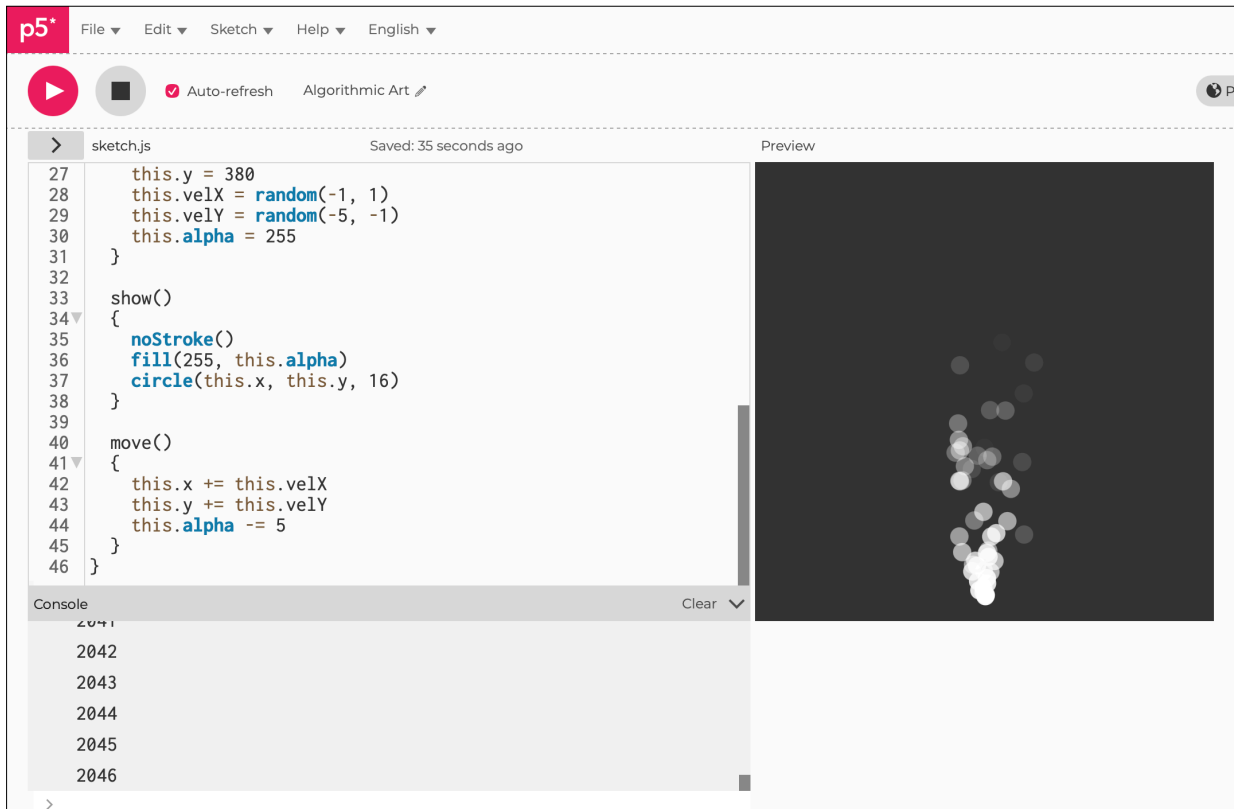 p5*
File Edit Sketch Help English
Auto-refresh Algorithmic Art P
sketch.js Saved: 35 seconds ago Preview
27 this.y = 380
28 this.velX = random(-1, 1)
29 this.velY = random(-5, -1)
30 this.alpha = 255
31 }
32
33 show()
34 {
35 noStroke()
36 fill(255, this.alpha)
37 circle(this.x, this.y, 16)
38 }
39
40 move()
41 {
42 this.x += this.velX
43 this.y += this.velY
44 this.alpha -= 5
45 }
46 }
Console Clear
2041
2042
2043
2044
2045
2046
>